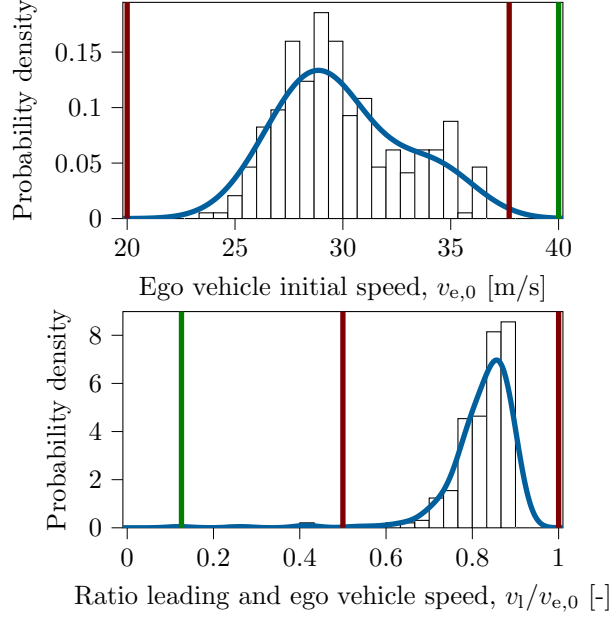 Probability density
0.15
0.1
0.05
0
20 25 30 35 40
Ego vehicle initial speed, v_{e,0} [m/s]
Probability density
8
6
4
2
0
0 0.2 0.4 0.6 0.8 1
Ratio leading and ego vehicle speed, v_l/v_{e,0} [-]